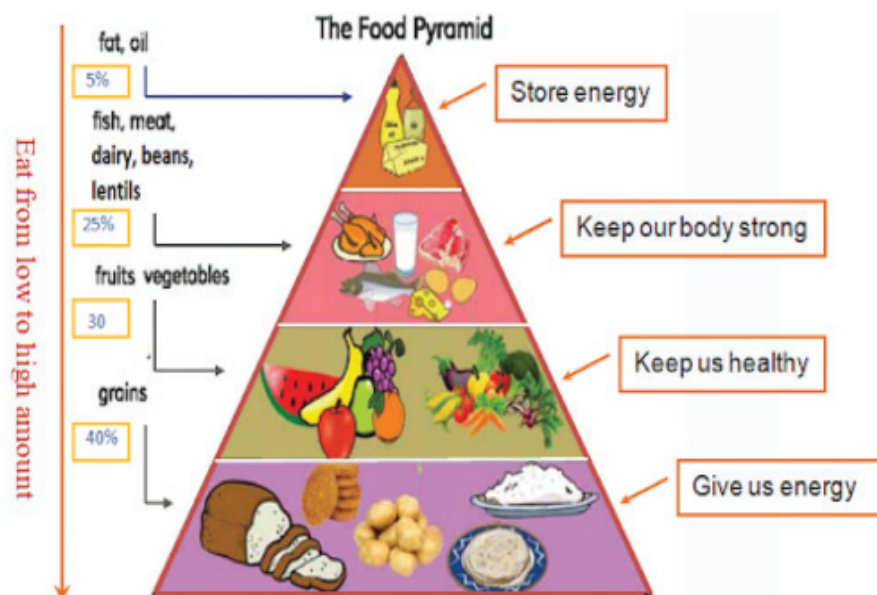 The Food Pyramid
fat, oil
5%
fish, meat,
dairy, beans,
lentils
25%
fruits vegetables
30
grains
40%
Eat from low to high amount
Store energy
Keep our body strong
Keep us healthy
Give us energy